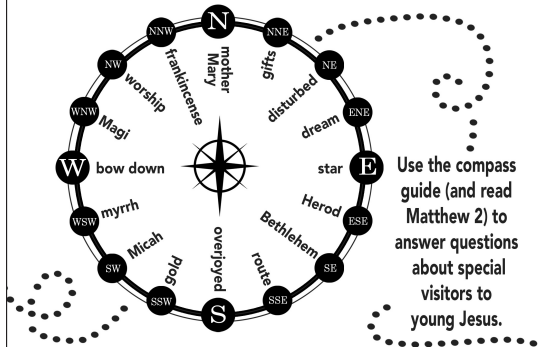 N
NNE
NE
ENE
E
ESE
SE
SSE
S
SSW
SW
WSW
W
WNW
NW
NNW
mother
Mary
gifts
disturbed
dream
star
Herod
Bethlehem
route
overjoyed
gold
Micah
myrrh
bow down
Magi
worship
frankincense
Use the compass
guide (and read
Matthew 2) to
answer questions
about special
visitors to
young Jesus.